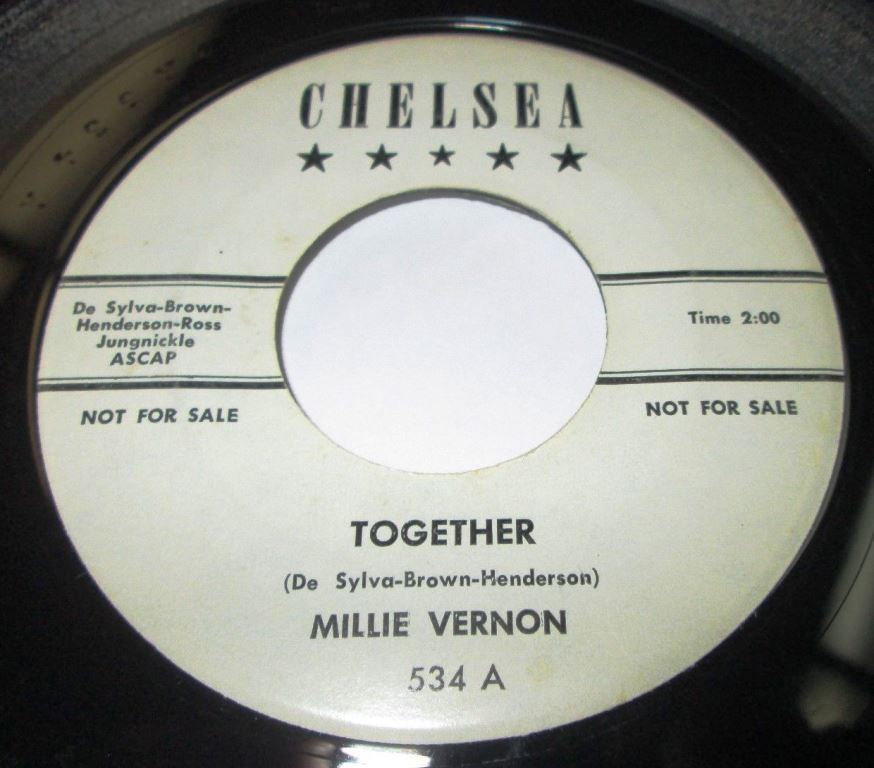 CHELSEA
★ ★ ★ ★ ★
De Sylva-Brown-
Henderson-Ross
Jungnickle
ASCAP
Time 2:00
NOT FOR SALE
NOT FOR SALE
TOGETHER
(De Sylva-Brown-Henderson)
MILLIE VERNON
534 A